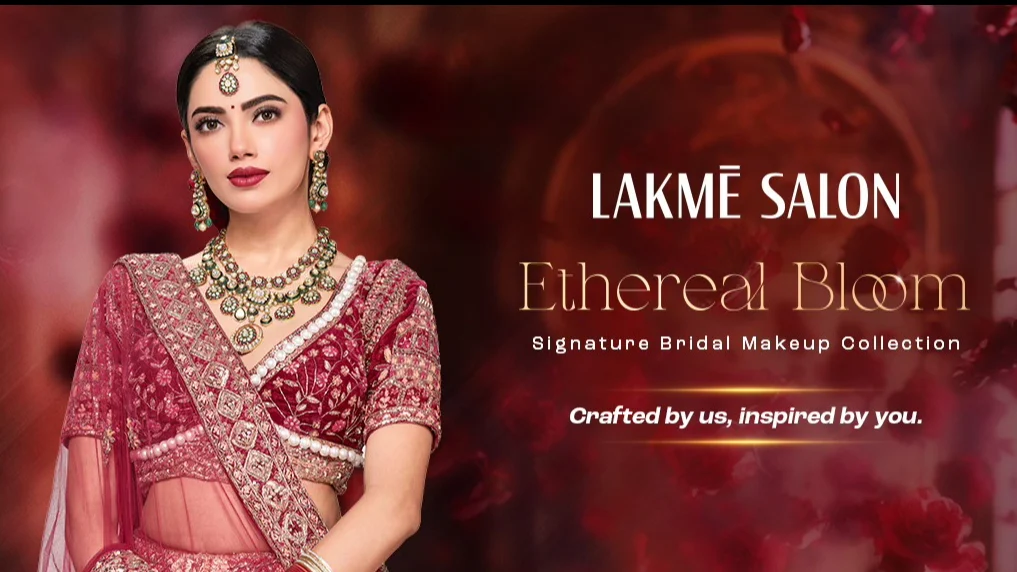 LAKMĒ SALON
Ethereal Bloom
Signature Bridal Makeup Collection
Crafted by us, inspired by you.